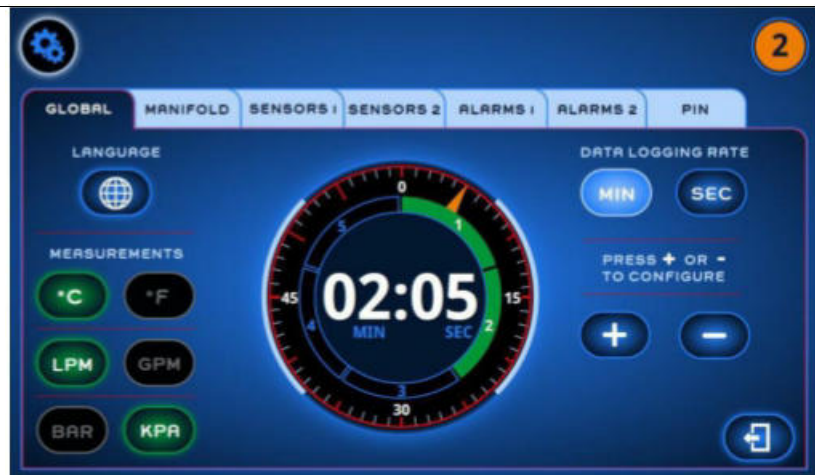 2
GLOBAL
MANIFOLD
SENSORS 1
SENSORS 2
ALARMS 1
ALARMS 2
PIN
LANGUAGE
MEASUREMENTS
°C
°F
LPM
GPM
BAR
KPA
0
1
15
2
30
3
4
45
5
02:05
MIN
SEC
DATA LOGGING RATE
MIN
SEC
PRESS + OR -
TO CONFIGURE
+
-